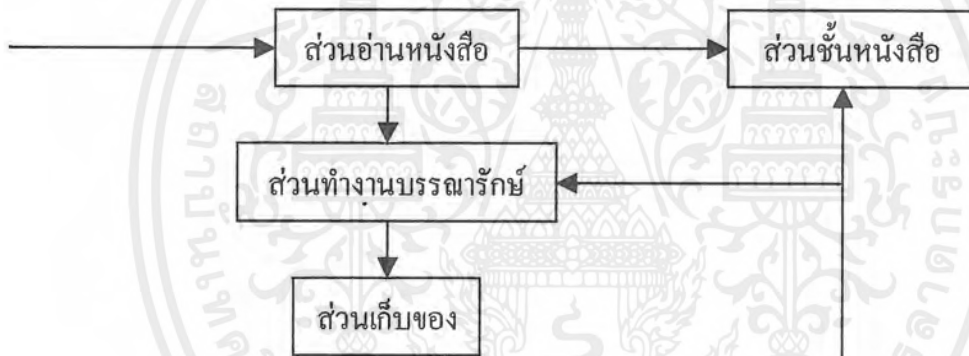 ส่วนอ่านหนังสือ
ส่วนชั้นหนังสือ
ส่วนทำงานบรรณารักษ์
ส่วนเก็บของ